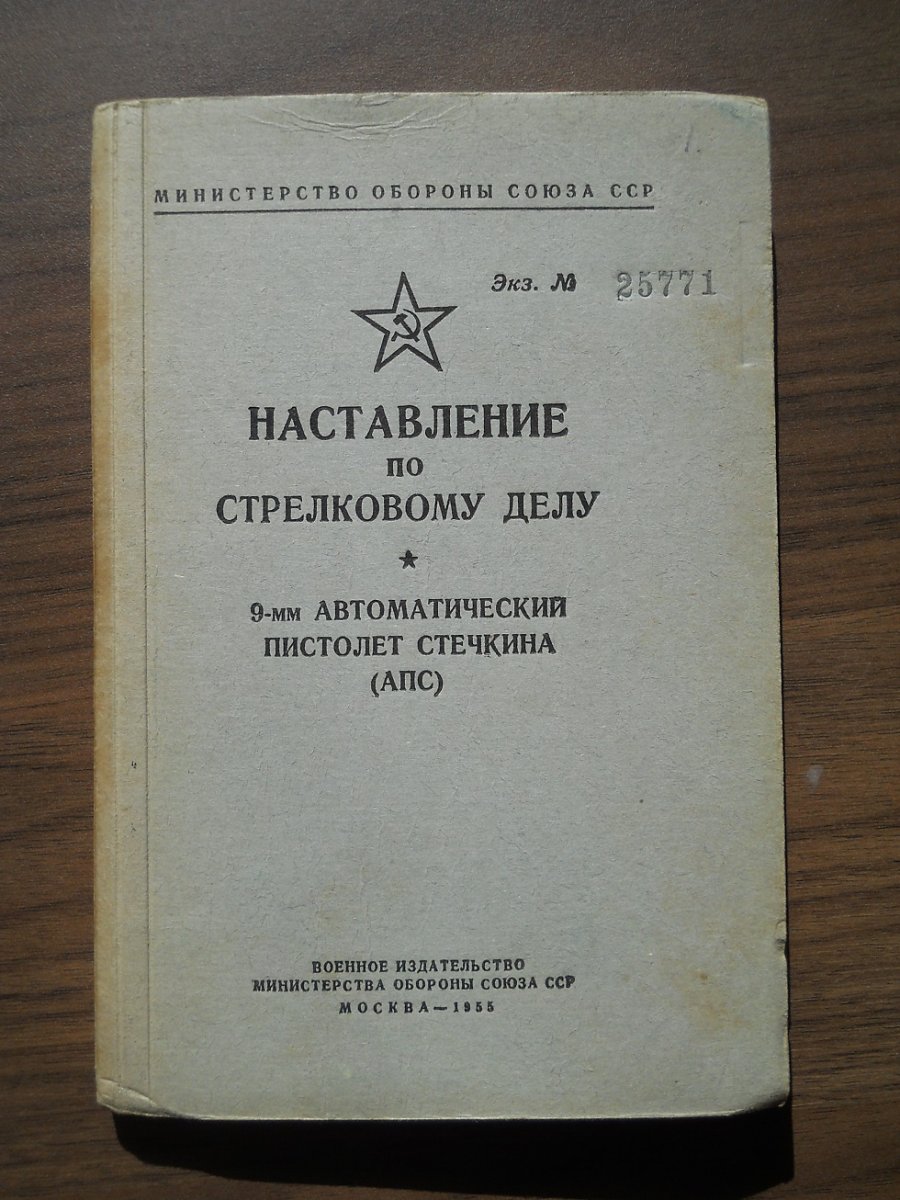 МИНИСТЕРСТВО ОБОРОНЫ СОЮЗА ССР
Экз. № 25771
НАСТАВЛЕНИЕ
ПО
СТРЕЛКОВОМУ ДЕЛУ
9-мм АВТОМАТИЧЕСКИЙ
ПИСТОЛЕТ СТЕЧКИНА
(АПС)
ВОЕННОЕ ИЗДАТЕЛЬСТВО
МИНИСТЕРСТВА ОБОРОНЫ СОЮЗА ССР
МОСКВА—1955